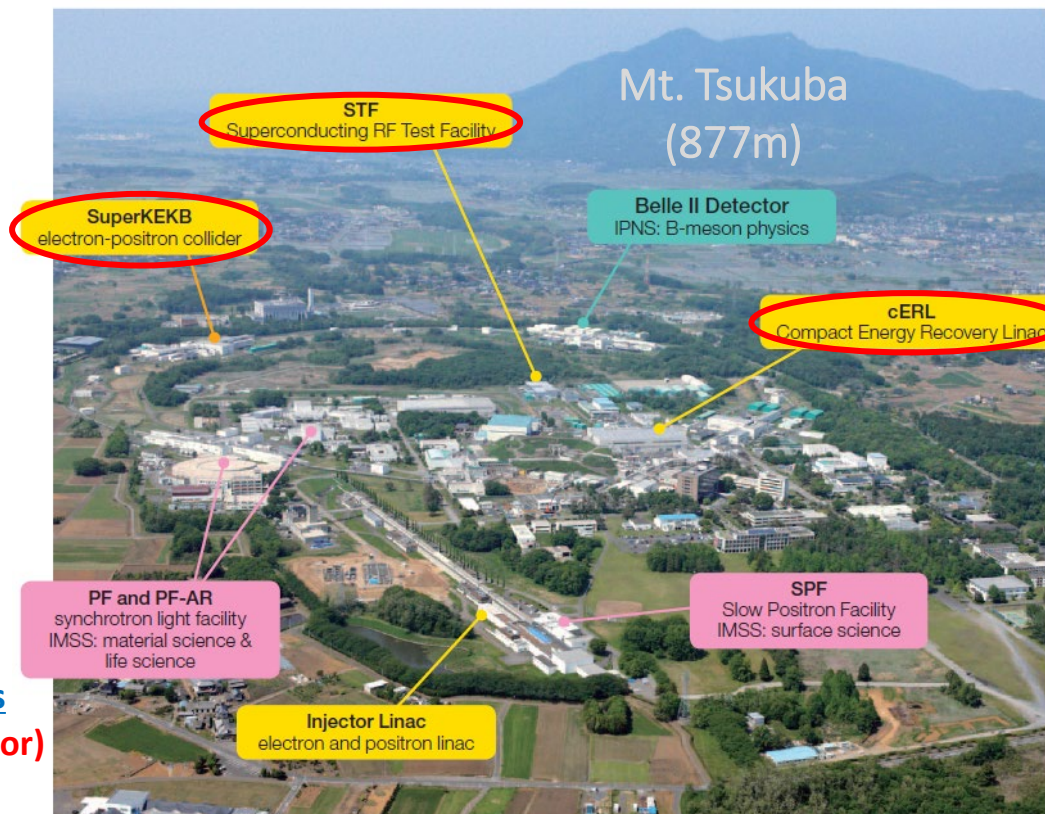 Mt. Tsukuba
(877m)
STF
Superconducting RF Test Facility
SuperKEKB
electron-positron collider
Belle II Detector
IPNS: B-meson physics
cERL
Compact Energy Recovery Linac
PF and PF-AR
synchrotron light facility
IMSS: material science &
life science
SPF
Slow Positron Facility
IMSS: surface science
s
or)
Injector Linac
electron and positron linac